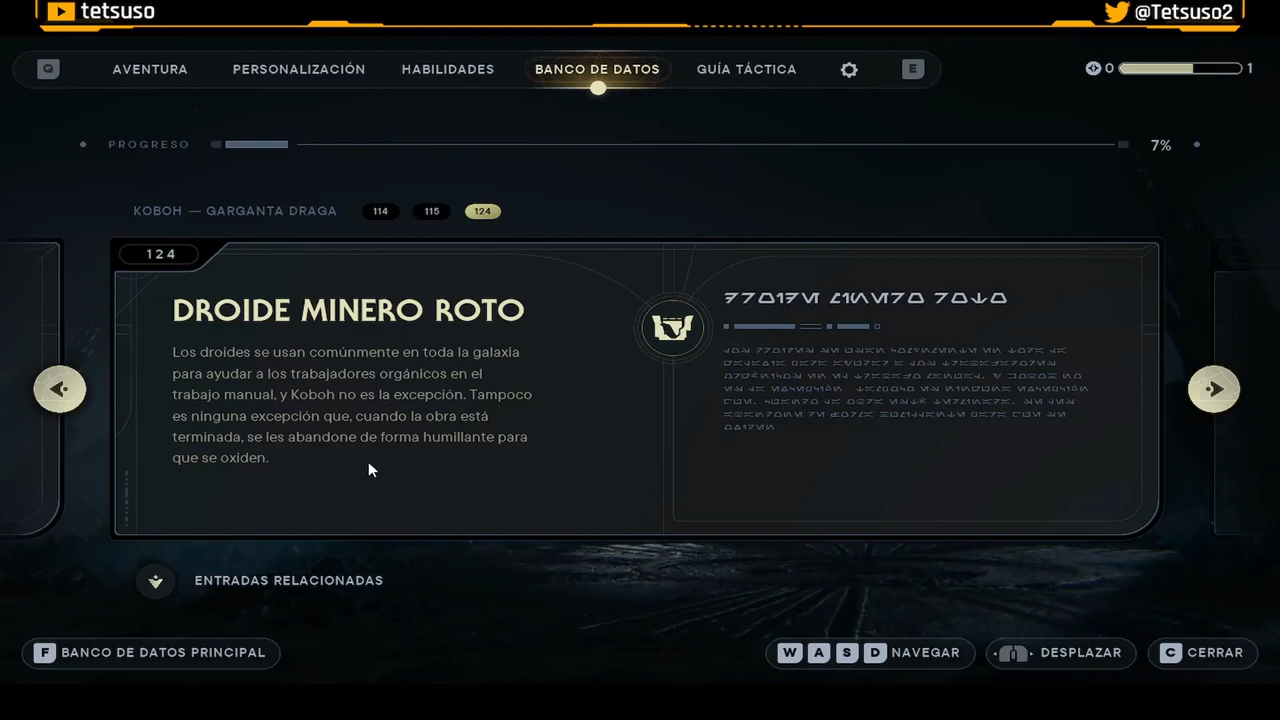 tetsuso
@Tetsuso2
Q AVENTURA PERSONALIZACIÓN HABILIDADES BANCO DE DATOS GUÍA TÁCTICA E 0 1
PROGRESO 7%
KOBOH — GARGANTA DRAGA 114 115 124
124
DROIDE MINERO ROTO
Los droides se usan comúnmente en toda la galaxia
para ayudar a los trabajadores orgánicos en el
trabajo manual, y Koboh no es la excepción. Tampoco
es ninguna excepción que, cuando la obra está
terminada, se les abandone de forma humillante para
que se oxiden.
ENTRADAS RELACIONADAS
F BANCO DE DATOS PRINCIPAL
W A S D NAVEGAR
DESPLAZAR
C CERRAR